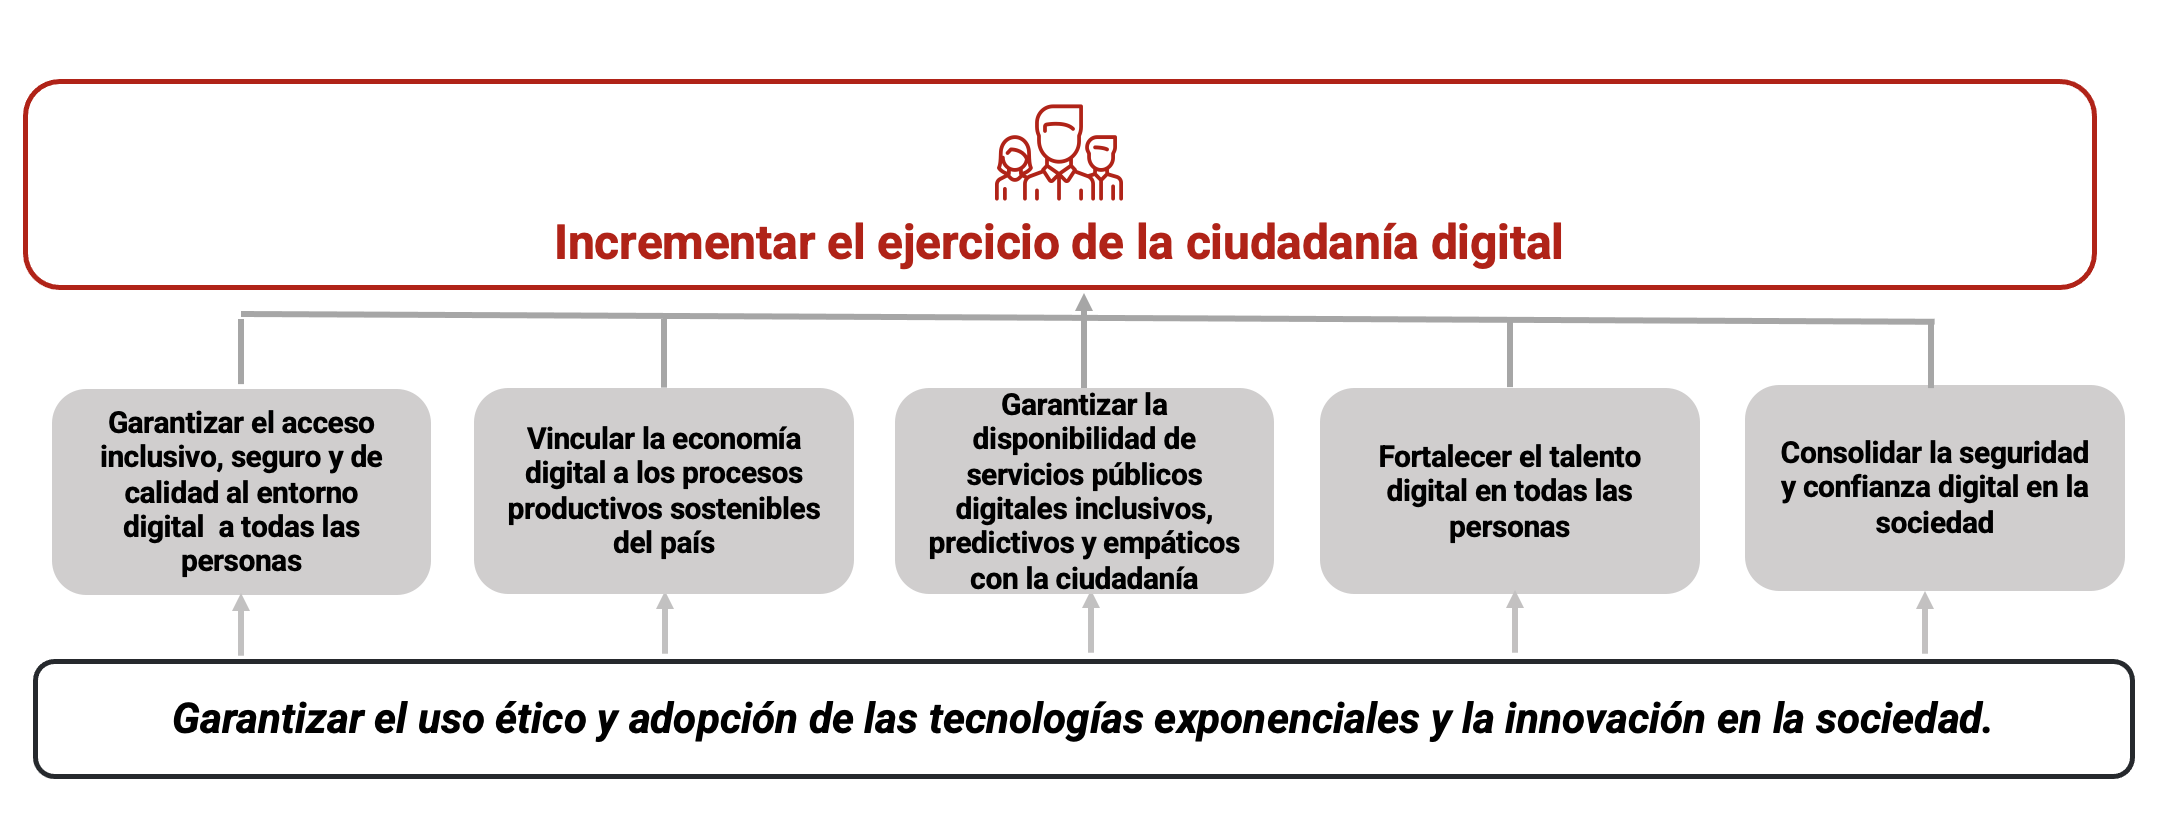 Incrementar el ejercicio de la ciudadanía digital
Garantizar el acceso
inclusivo, seguro y de
calidad al entorno
digital  a todas las
personas
Vincular la economía
digital a los procesos
productivos sostenibles
del país
Garantizar la
disponibilidad de
servicios públicos
digitales inclusivos,
predictivos y empáticos
con la ciudadanía
Fortalecer el talento
digital en todas las
personas
Consolidar la seguridad
y confianza digital en la
sociedad
Garantizar el uso ético y adopción de las tecnologías exponenciales y la innovación en la sociedad.